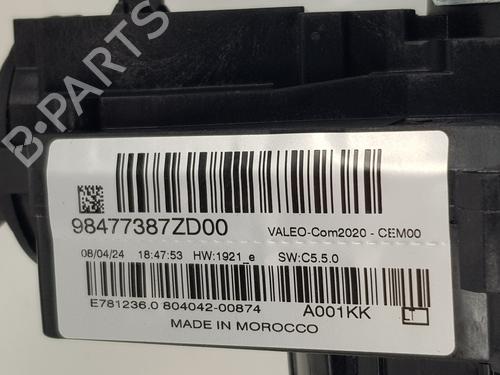 B-PARTS
98477387ZD00 VALEO-Com2020 - CEM00
08/04/24 18:47:53 HW:1921_e SW:C5.5.0
E781236.0 804042-00874 A001KK
MADE IN MOROCCO